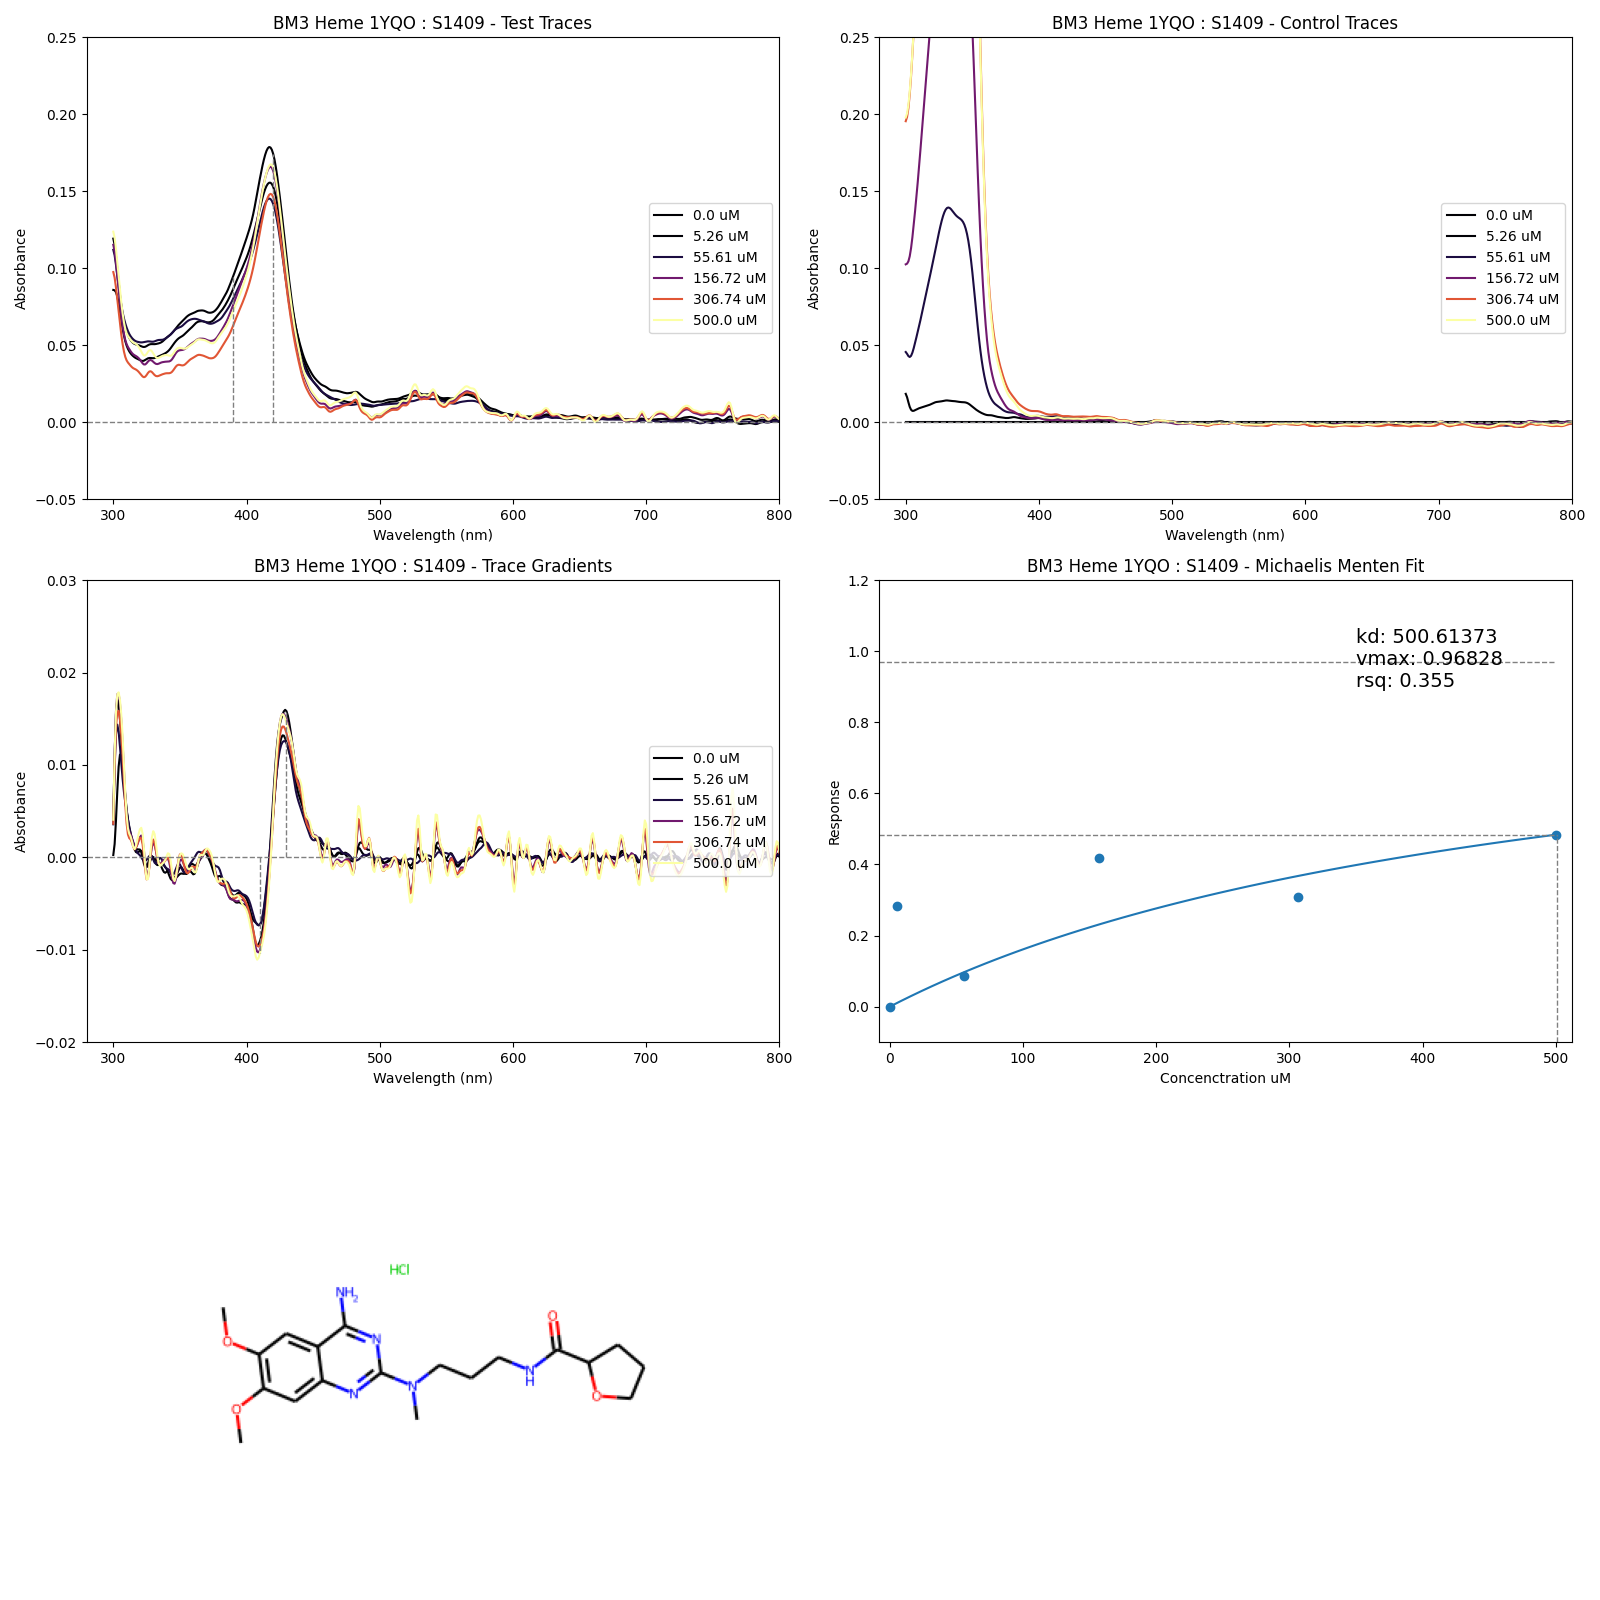 BM3 Heme 1YQO : S1409 - Test Traces
0.25
0.20
0.15
0.10
0.05
0.00
−0.05
Absorbance
300
400
500
600
700
800
Wavelength (nm)
0.0 uM
5.26 uM
55.61 uM
156.72 uM
306.74 uM
500.0 uM
BM3 Heme 1YQO : S1409 - Control Traces
0.25
0.20
0.15
0.10
0.05
0.00
−0.05
Absorbance
300
400
500
600
700
800
Wavelength (nm)
0.0 uM
5.26 uM
55.61 uM
156.72 uM
306.74 uM
500.0 uM
BM3 Heme 1YQO : S1409 - Trace Gradients
0.03
0.02
0.01
0.00
−0.01
−0.02
Absorbance
300
400
500
600
700
800
Wavelength (nm)
0.0 uM
5.26 uM
55.61 uM
156.72 uM
306.74 uM
500.0 uM
BM3 Heme 1YQO : S1409 - Michaelis Menten Fit
1.2
1.0
0.8
0.6
0.4
0.2
0.0
Response
kd: 500.61373
vmax: 0.96828
rsq: 0.355
0
100
200
300
400
500
Concenctration uM
HCl
NH2
O
O
N
N
N
N
H
O
O